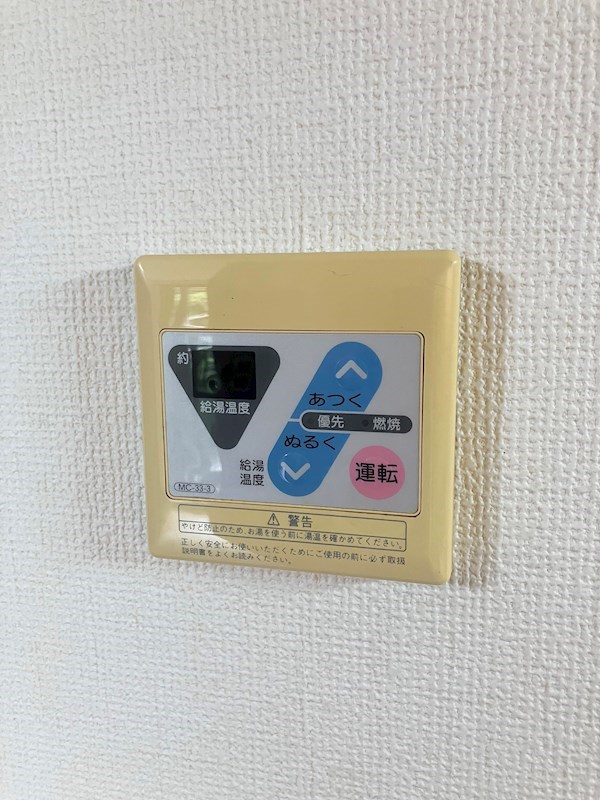 約
給湯温度
あつく
優先 燃焼
ぬるく
給湯
温度
運転
MC-33-3
⚠ 警告
やけど防止のため、お湯を使う前に湯温を確かめてください。
正しく安全にお使いいただくためにご使用の前に必ず取扱
説明書をよくお読みください。